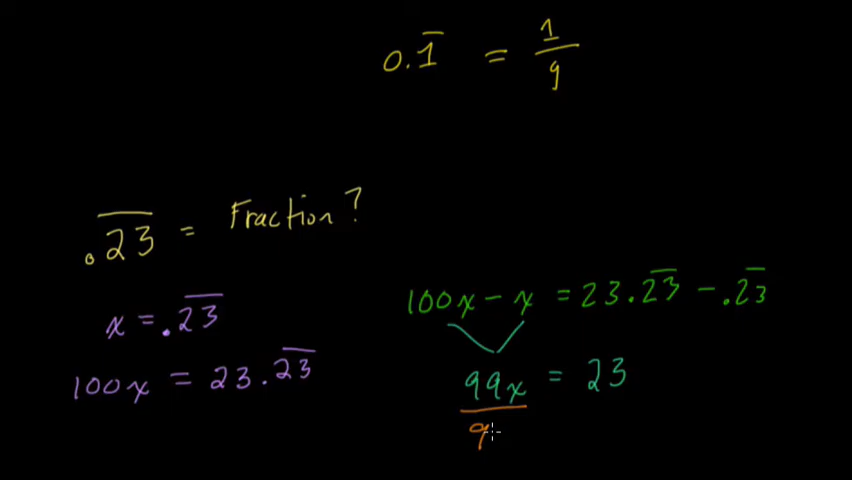 0.1̅ = 1/9
.2̅3̅ = Fraction?
x = .2̅3̅
100x = 23.2̅3̅
100x - x = 23.2̅3̅ - .2̅3̅
99x = 23
9